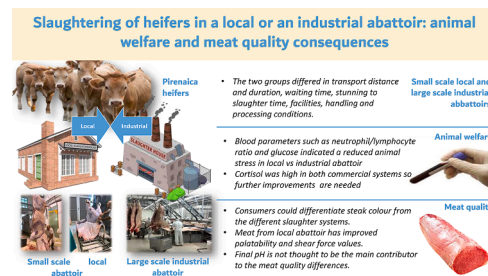 Slaughtering of heifers in a local or an industrial abattoir: animal
welfare and meat quality consequences
Pirenaica
heifers
Local
Industrial
SLAUGHTER HOUSE
Small scale local
abattoir
Large scale industrial
abattoir
• The two groups differed in transport distance
and duration, waiting time, stunning to
slaughter time, facilities, handling and
processing conditions.
Small scale local and
large scale industrial
abbattoirs
• Blood parameters such as neutrophil/lymphocyte
ratio and glucose indicated a reduced animal
stress in local vs industrial abattoir
• Cortisol was high in both commercial systems so
further improvements are needed
Animal welfar
• Consumers could differentiate steak colour from
the different slaughter systems.
• Meat from local abattoir has improved
palatability and shear force values.
• Final pH is not thought to be the main contributor
to the meat quality differences.
Meat qualit